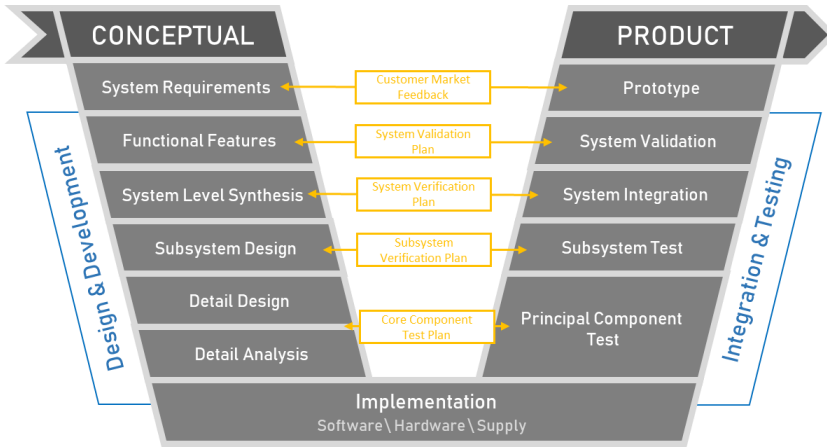 CONCEPTUAL
PRODUCT
System Requirements
Customer Market
Feedback
Prototype
Functional Features
System Validation
Plan
System Validation
System Level Synthesis
System Verification
Plan
System Integration
Subsystem Design
Subsystem
Verification Plan
Subsystem Test
Detail Design
Detail Analysis
Core Component
Test Plan
Principal Component
Test
Design & Development
Integration & Testing
Implementation
Software\Hardware\Supply